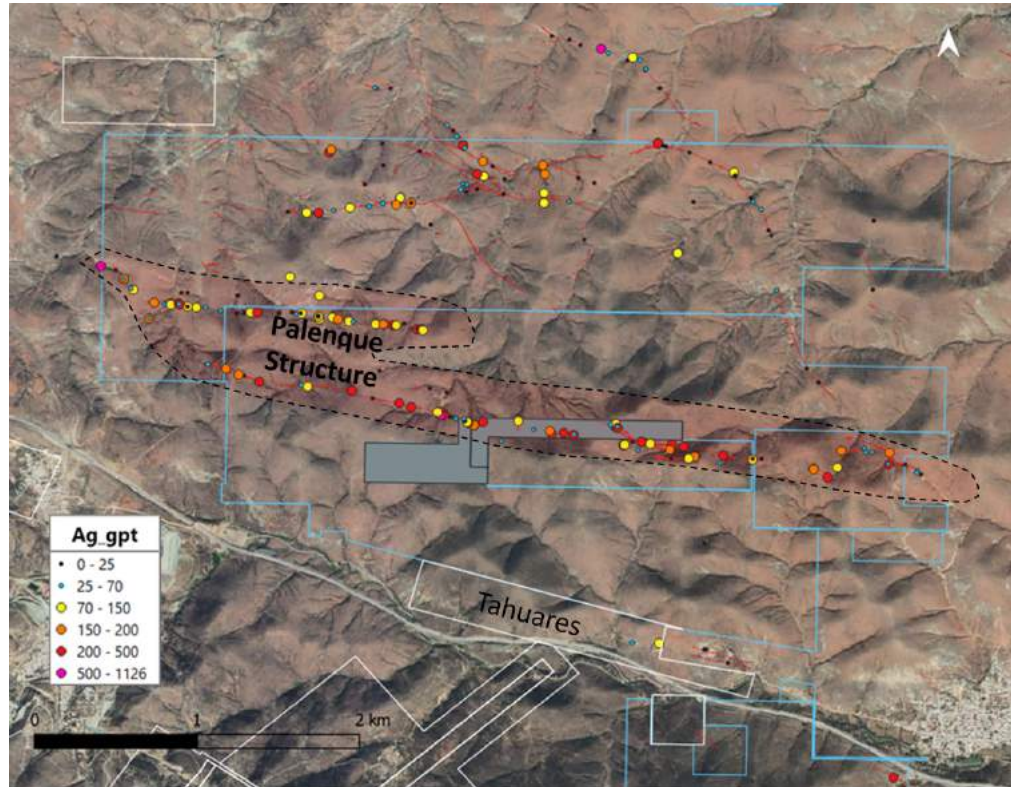 Palenque
Structure
Ag_gpt
0 - 25
25 - 70
70 - 150
150 - 200
200 - 500
500 - 1126
Tahuares
0 1 2 km